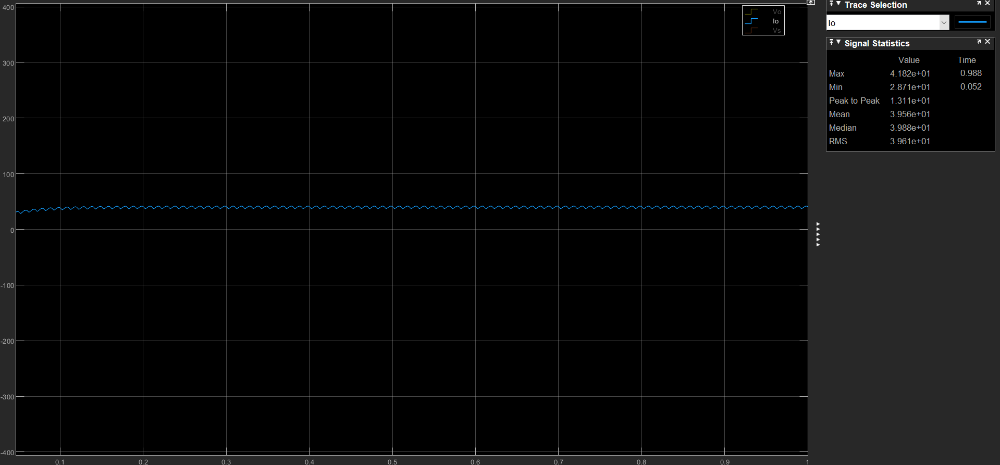 400
300
200
100
0
-100
-200
-300
-400
0.1 0.2 0.3 0.4 0.5 0.6 0.7 0.8 0.9 1
Vo
Io
Vs
Trace Selection
Io
Signal Statistics
Value Time
Max 4.182e+01 0.988
Min 2.871e+01 0.052
Peak to Peak 1.311e+01
Mean 3.956e+01
Median 3.988e+01
RMS 3.961e+01